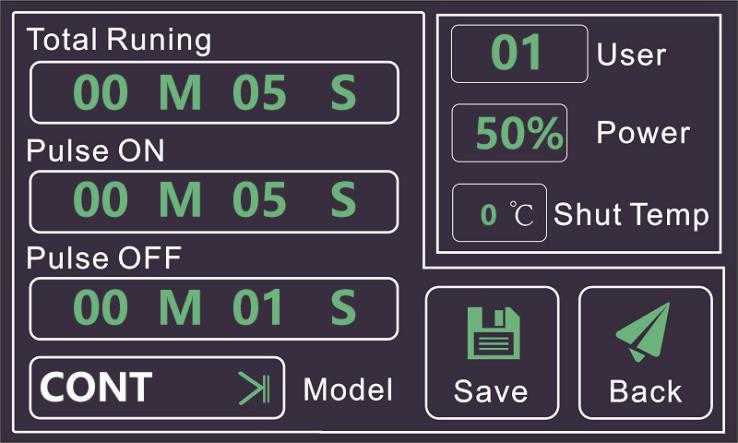 Total Runing
00 M 05 S
Pulse ON
00 M 05 S
Pulse OFF
00 M 01 S
CONT Model
01 User
50% Power
0 ℃ Shut Temp
Save
Back